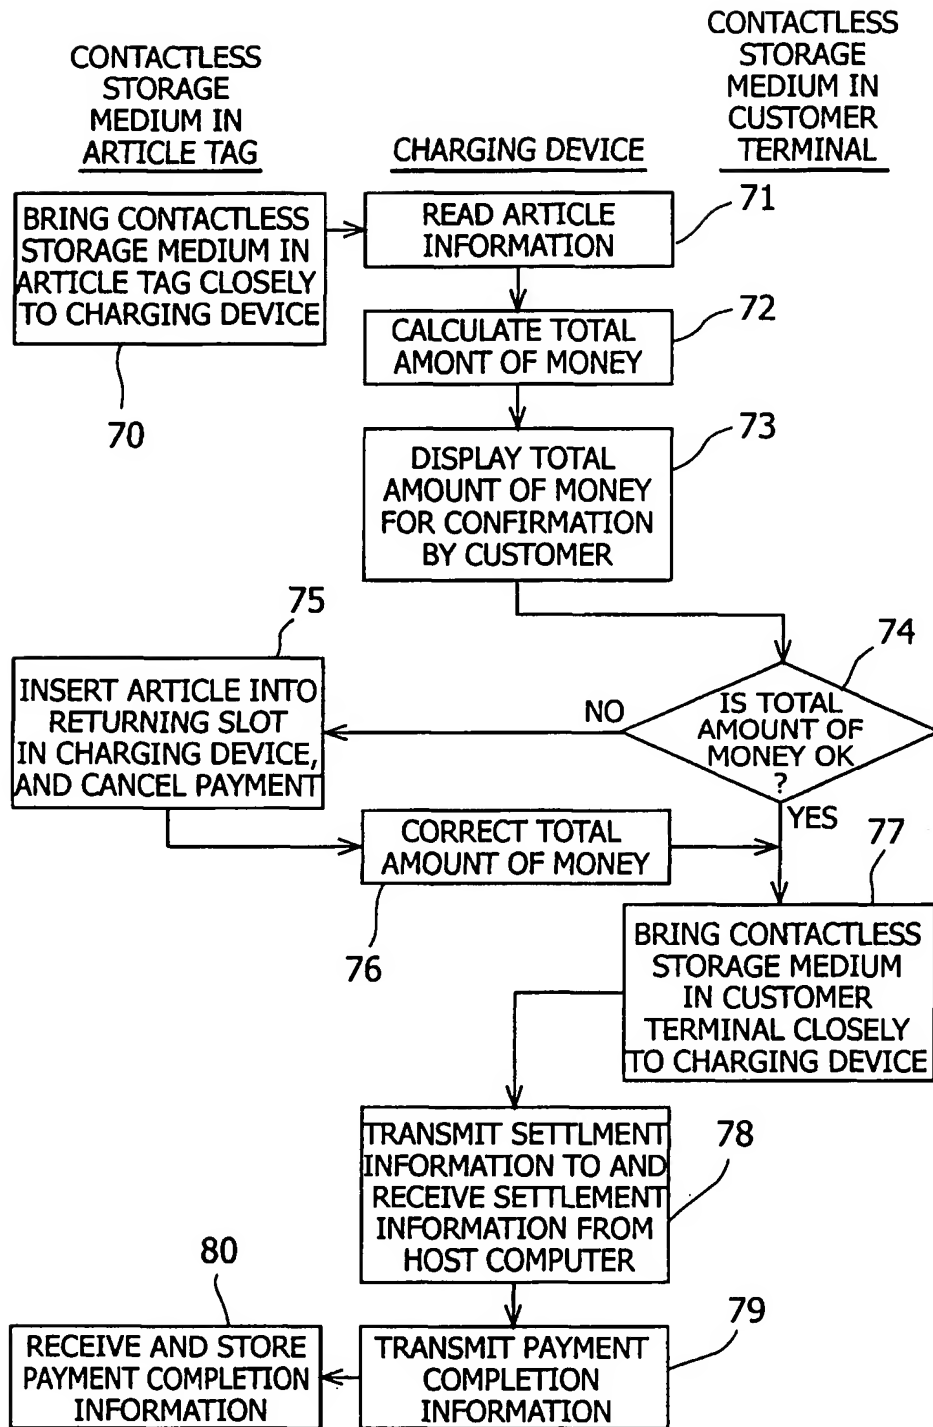 CONTACTLESS
STORAGE
MEDIUM IN
ARTICLE TAG
CHARGING DEVICE
CONTACTLESS
STORAGE
MEDIUM IN
CUSTOMER
TERMINAL
BRING CONTACTLESS
STORAGE MEDIUM IN
ARTICLE TAG CLOSELY
TO CHARGING DEVICE
70
READ ARTICLE
INFORMATION
71
CALCULATE TOTAL
AMONT OF MONEY
72
DISPLAY TOTAL
AMOUNT OF MONEY
FOR CONFIRMATION
BY CUSTOMER
73
IS TOTAL
AMOUNT OF
MONEY OK
?
74
NO
YES
75
INSERT ARTICLE INTO
RETURNING SLOT
IN CHARGING DEVICE,
AND CANCEL PAYMENT
CORRECT TOTAL
AMOUNT OF MONEY
76
77
BRING CONTACTLESS
STORAGE MEDIUM
IN CUSTOMER
TERMINAL CLOSELY
TO CHARGING DEVICE
TRANSMIT SETTLMENT
INFORMATION TO AND
RECEIVE SETTLEMENT
INFORMATION FROM
HOST COMPUTER
78
TRANSMIT PAYMENT
COMPLETION
INFORMATION
79
80
RECEIVE AND STORE
PAYMENT COMPLETION
INFORMATION